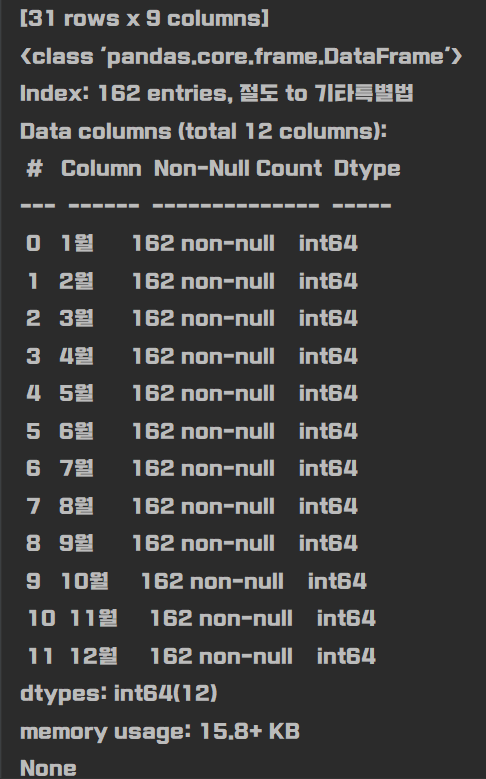 [31 rows x 9 columns]
<class 'pandas.core.frame.DataFrame'>
Index: 162 entries, 절도 to 기타특별법
Data columns (total 12 columns):
 #   Column  Non-Null Count  Dtype
---  ------  --------------  -----
 0   1월      162 non-null    int64
 1   2월      162 non-null    int64
 2   3월      162 non-null    int64
 3   4월      162 non-null    int64
 4   5월      162 non-null    int64
 5   6월      162 non-null    int64
 6   7월      162 non-null    int64
 7   8월      162 non-null    int64
 8   9월      162 non-null    int64
 9   10월     162 non-null    int64
 10  11월     162 non-null    int64
 11  12월     162 non-null    int64
dtypes: int64(12)
memory usage: 15.8+ KB
None